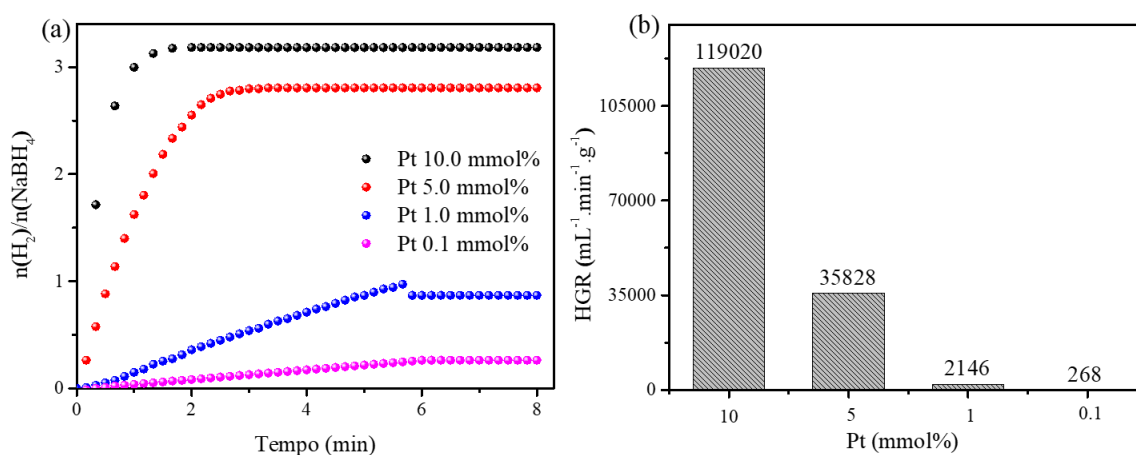 (a)
n(H₂)/n(NaBH₄)
3
2
1
0
Pt 10.0 mmol%
Pt 5.0 mmol%
Pt 1.0 mmol%
Pt 0.1 mmol%
0 2 4 6 8
Tempo (min)
(b)
HGR (mL⁻¹.min⁻¹.g⁻¹)
105000
70000
35000
0
119020
35828
2146
268
10 5 1 0.1
Pt (mmol%)